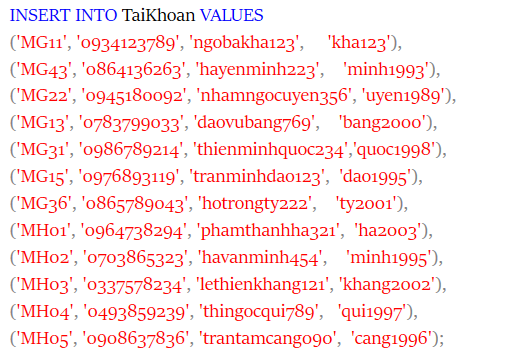 INSERT INTO TaiKhoan VALUES
('MG11', '0934123789', 'ngobakha123', 'kha123'),
('MG43', '0864136263', 'hayenminh223', 'minh1993'),
('MG22', '0945180092', 'nhamngocuyen356', 'uyen1989'),
('MG13', '0783799033', 'daovubang769', 'bang2000'),
('MG31', '0986789214', 'thienminhquoc234','quoc1998'),
('MG15', '0976893119', 'tranminhdao123', 'dao1995'),
('MG36', '0865789043', 'hotrongty222', 'ty2001'),
('MH01', '0964738294', 'phamthanhha321', 'ha2003'),
('MH02', '0703865323', 'havanminh454', 'minh1995'),
('MH03', '0337578234', 'lethienkhang121', 'khang2002'),
('MH04', '0493859239', 'thingocqui789', 'qui1997'),
('MH05', '0908637836', 'trantamcang090', 'cang1996');